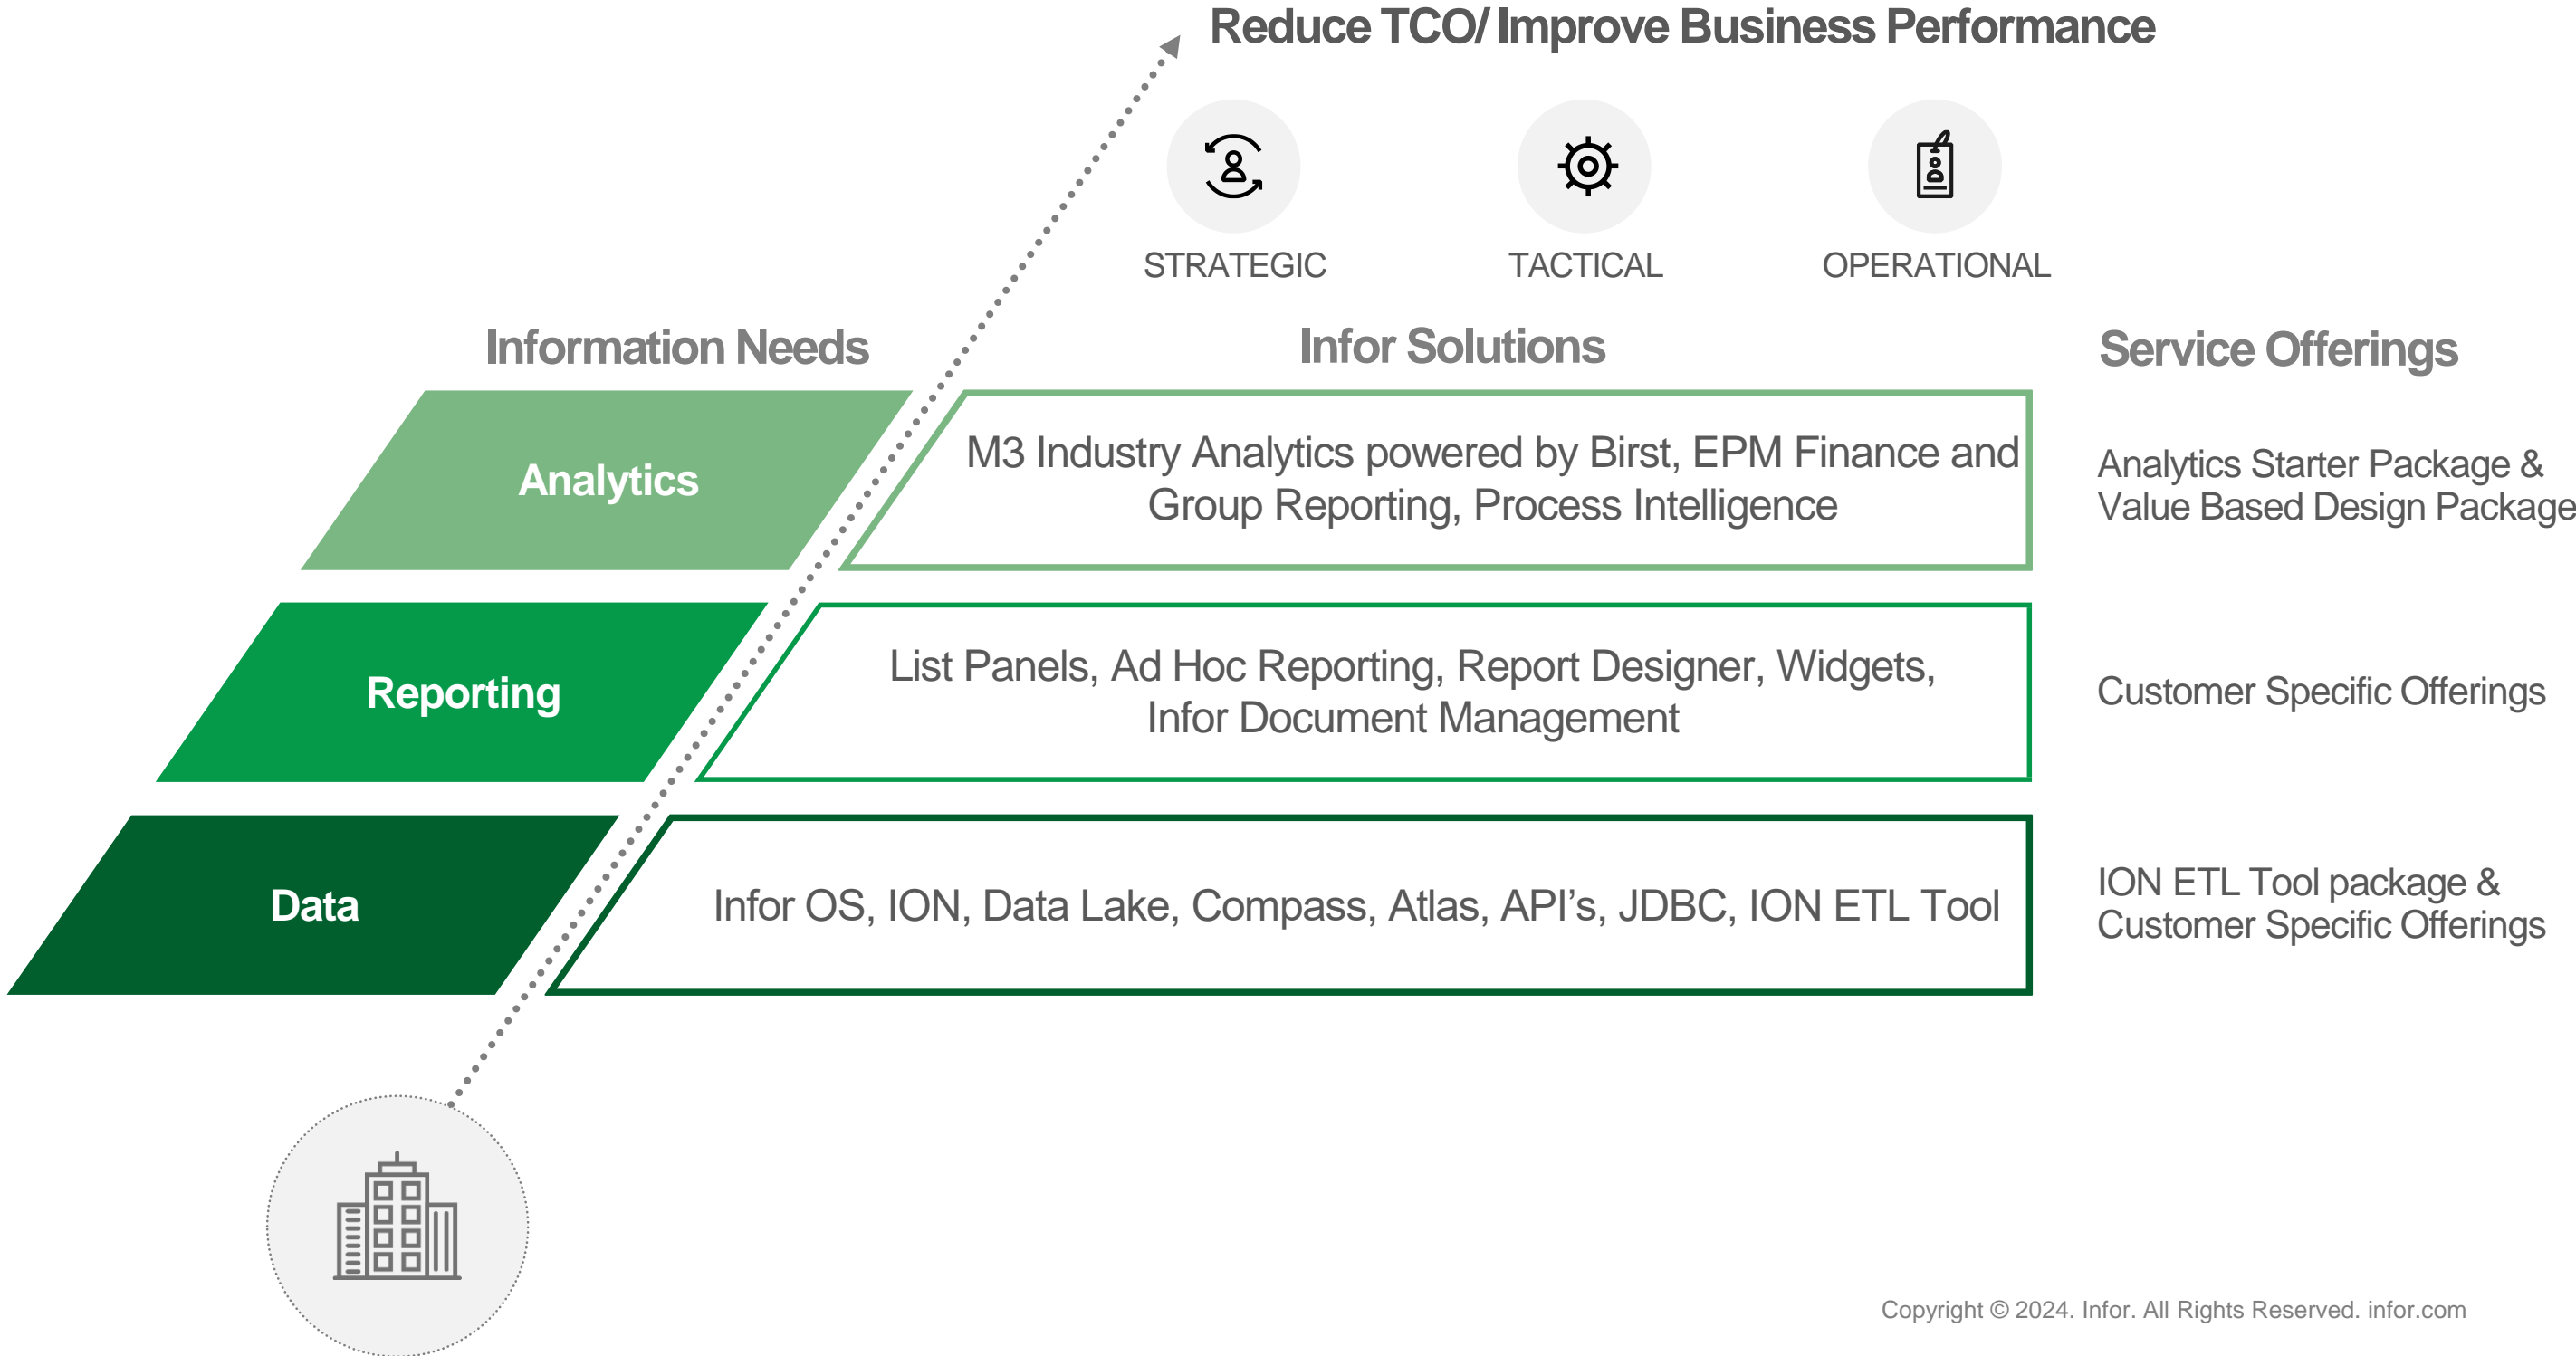 Reduce TCO/ Improve Business Performance
STRATEGIC
TACTICAL
OPERATIONAL
Information Needs
Infor Solutions
Service Offerings
Analytics
M3 Industry Analytics powered by Birst, EPM Finance and
Group Reporting, Process Intelligence
Analytics Starter Package &
Value Based Design Package
Reporting
List Panels, Ad Hoc Reporting, Report Designer, Widgets,
Infor Document Management
Customer Specific Offerings
Data
Infor OS, ION, Data Lake, Compass, Atlas, API's, JDBC, ION ETL Tool
ION ETL Tool package &
Customer Specific Offerings
Copyright © 2024. Infor. All Rights Reserved. infor.com